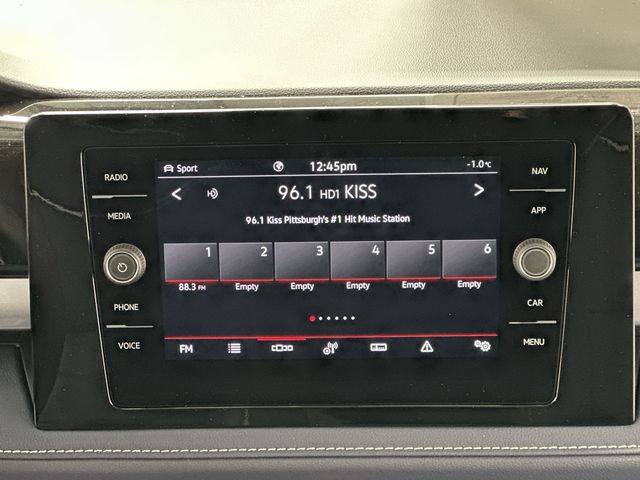 RADIO
MEDIA
PHONE
VOICE
Sport 12:45pm -1.0°C
96.1 HD1 KISS
96.1 Kiss Pittsburgh's #1 Hit Music Station
1 2 3 4 5 6
88.3 FM Empty Empty Empty Empty Empty
FM
NAV
APP
CAR
MENU